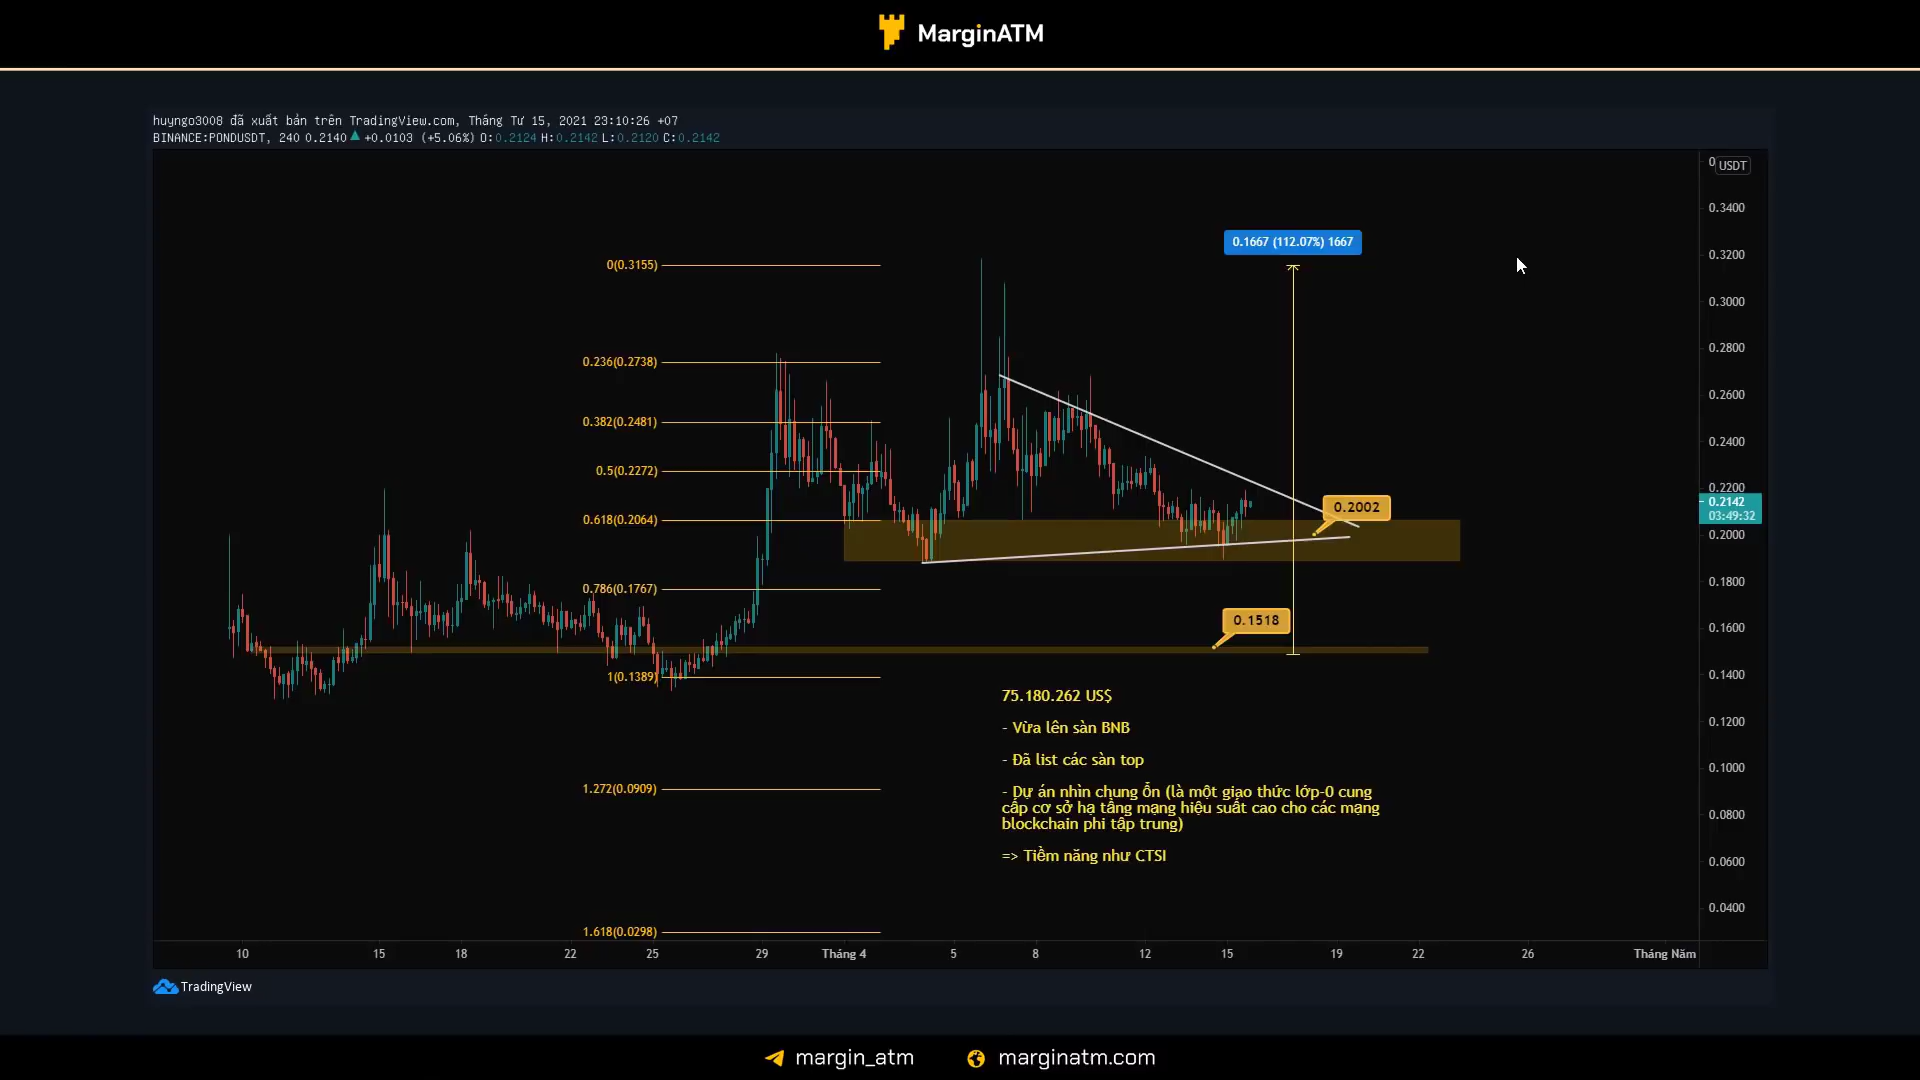 MarginATM
huyngo3008 đã xuất bản trên TradingView.com, Tháng Tư 15, 2021 23:10:26 +07
BINANCE:PONDUSDT, 240 0.2140 ▲ +0.0103 (+5.06%) O:0.2124 H:0.2142 L:0.2120 C:0.2142
USDT
0.3400
0.1667 (112.07%) 1667
0.3200
0(0.3155)
0.3000
0.2800
0.236(0.2738)
0.2600
0.382(0.2481)
0.2400
0.5(0.2272)
0.2200
0.2142
03:49:32
0.2002
0.618(0.2064)
0.2000
0.1800
0.786(0.1767)
0.1600
0.1518
0.1400
1(0.1389)
75.180.262 US$
0.1200
- Vừa lên sàn BNB
- Đã list các sàn top
0.1000
- Dự án nhìn chung ổn (là một giao thức lớp-0 cung
cấp cơ sở hạ tầng mạng hiệu suất cao cho các mạng
blockchain phi tập trung)
1.272(0.0909)
0.0800
=> Tiềm năng như CTSI
0.0600
0.0400
1.618(0.0298)
10 15 18 22 25 29 Tháng 4 5 8 12 15 19 22 26 Tháng Năm
TradingView
margin_atm marginatm.com